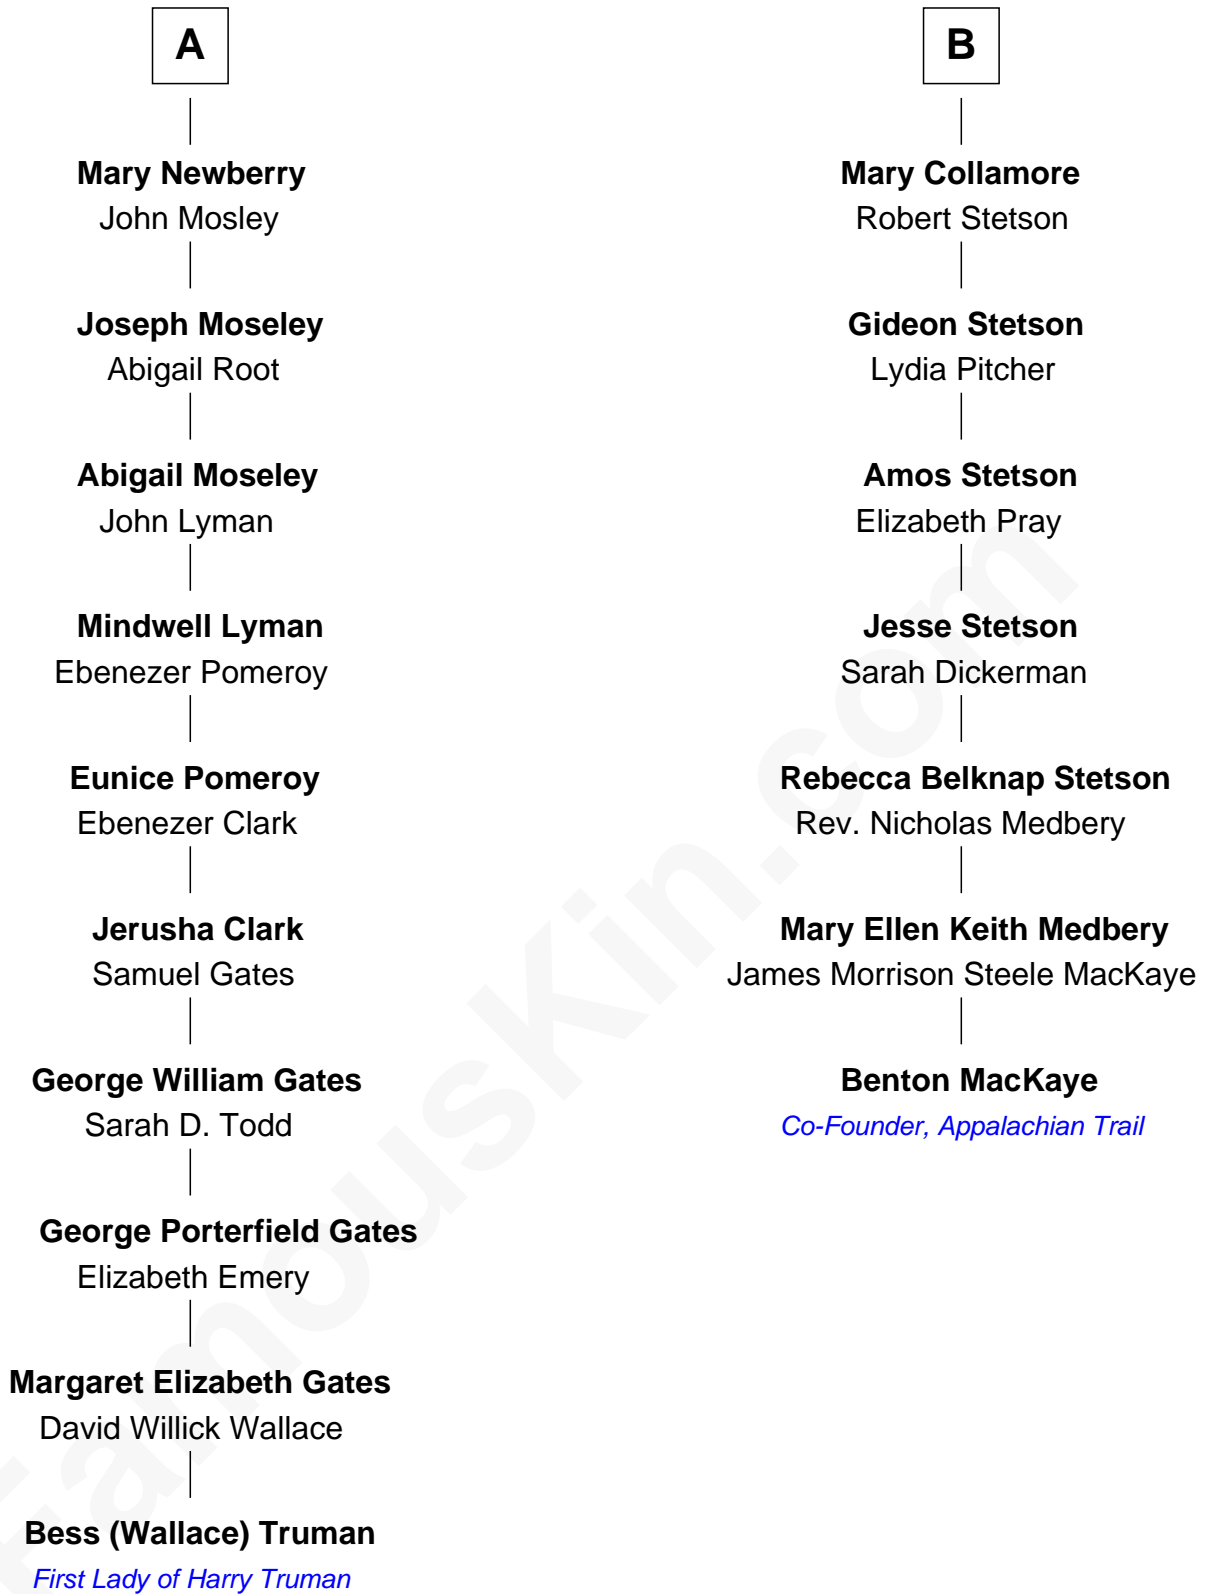 A
Mary Newberry
John Mosley
Joseph Moseley
Abigail Root
Abigail Moseley
John Lyman
Mindwell Lyman
Ebenezer Pomeroy
Eunice Pomeroy
Ebenezer Clark
Jerusha Clark
Samuel Gates
George William Gates
Sarah D. Todd
George Porterfield Gates
Elizabeth Emery
Margaret Elizabeth Gates
David Willick Wallace
Bess (Wallace) Truman
First Lady of Harry Truman
B
Mary Collamore
Robert Stetson
Gideon Stetson
Lydia Pitcher
Amos Stetson
Elizabeth Pray
Jesse Stetson
Sarah Dickerman
Rebecca Belknap Stetson
Rev. Nicholas Medbery
Mary Ellen Keith Medbery
James Morrison Steele MacKaye
Benton MacKaye
Co-Founder, Appalachian Trail
FamousKin.com